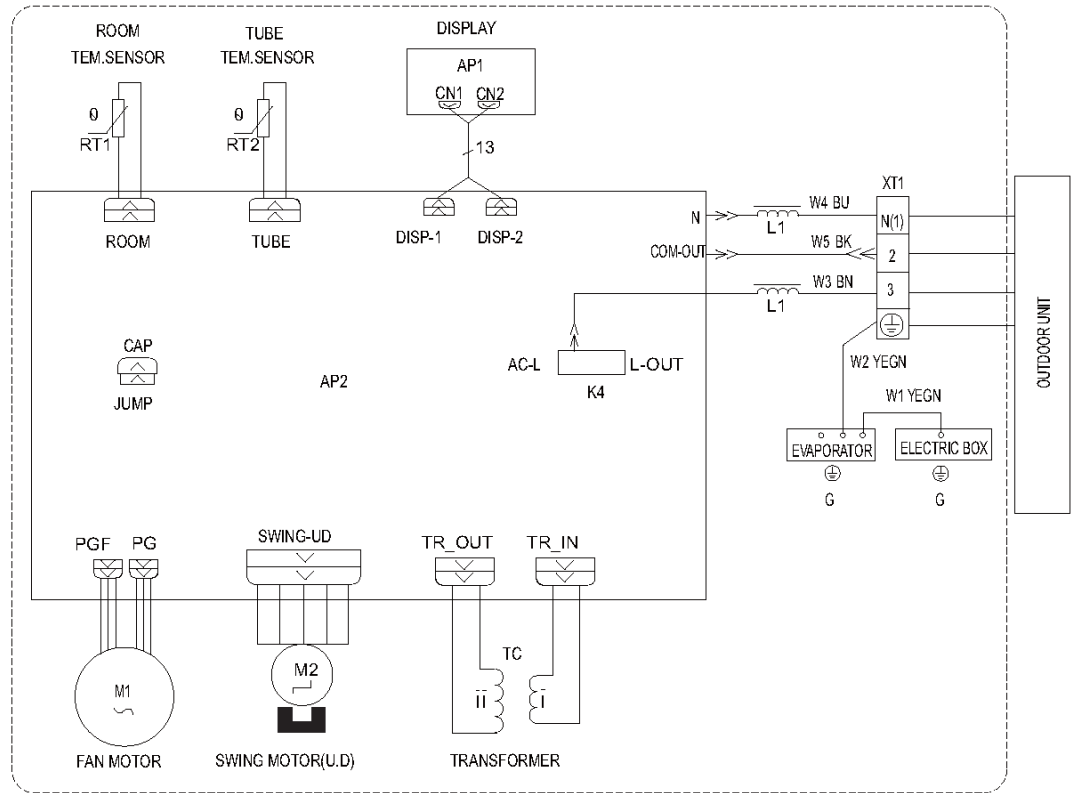 ROOM
TEM.SENSOR
TUBE
TEM.SENSOR
DISPLAY
AP1
CN1 CN2
θ
RT1
θ
RT2
13
ROOM
TUBE
DISP-1
DISP-2
XT1
N
W4 BU
L1
N(1)
COM-OUT
W5 BK
2
W3 BN
L1
3
OUTDOOR UNIT
CAP
JUMP
AP2
AC-L
L-OUT
K4
W2 YEGN
W1 YEGN
EVAPORATOR
ELECTRIC BOX
G
G
PGF PG
SWING-UD
TR_OUT
TR_IN
TC
M1
M2
ii
i
FAN MOTOR
SWING MOTOR(U.D)
TRANSFORMER